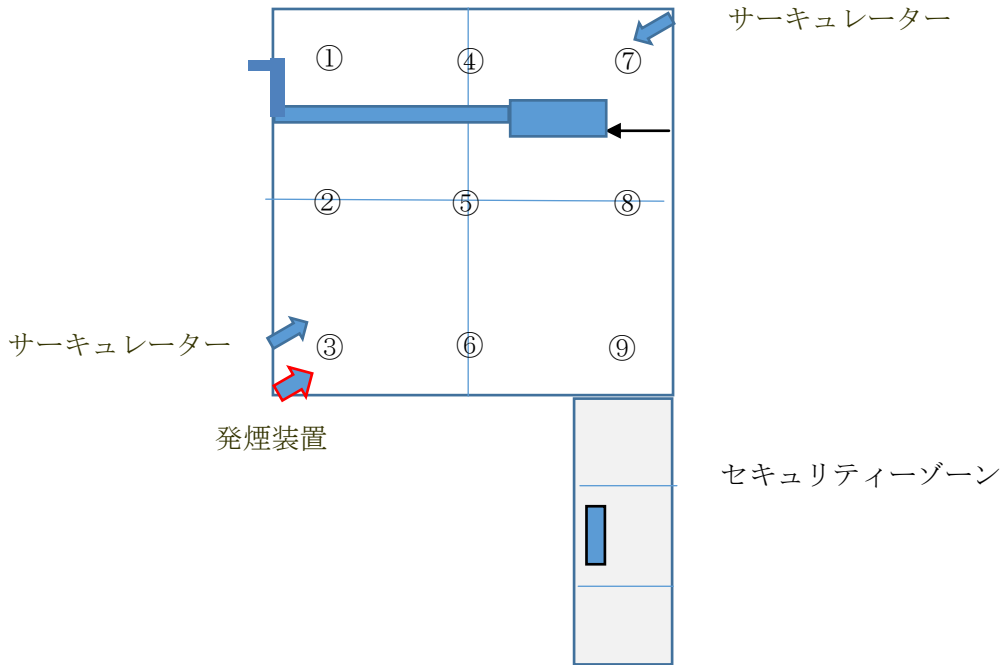 サーキュレーター
① ④ ⑦
② ⑤ ⑧
サーキュレーター
③ ⑥ ⑨
発煙装置
セキュリティーゾーン